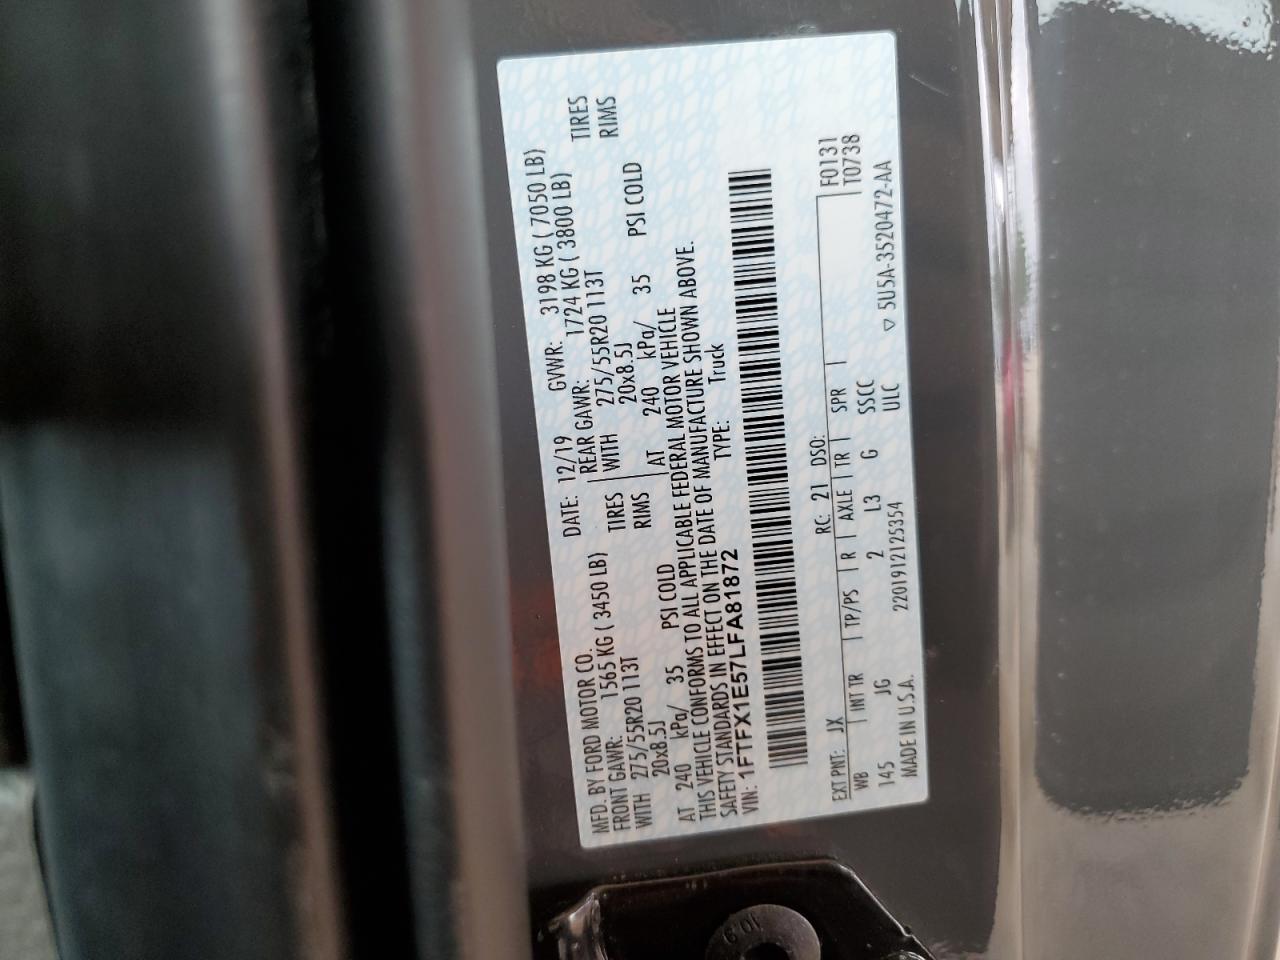 MFD. BY FORD MOTOR CO. DATE: 12/19 GVWR: 3198 KG ( 7050 LB)
FRONT GAWR: 1565 KG ( 3450 LB) REAR GAWR: 1724 KG ( 3800 LB)
WITH 275/55R20 113T TIRES WITH 275/55R20 113T TIRES
20x8.5J RIMS 20x8.5J RIMS
AT 240 kPa/ 35 PSI COLD AT 240 kPa/ 35 PSI COLD
THIS VEHICLE CONFORMS TO ALL APPLICABLE FEDERAL MOTOR VEHICLE
SAFETY STANDARDS IN EFFECT ON THE DATE OF MANUFACTURE SHOWN ABOVE.
VIN: 1FTFX1E57LFA81872 TYPE: Truck
EXT PNT: JX RC: 21 DSO: F0131
T0738
WB INT TR TP/PS R AXLE TR SPR
145 JG 2 L3 G SSCC
MADE IN U.S.A. 2201912125354 ULC ▽ 5U5A-3520472-AA